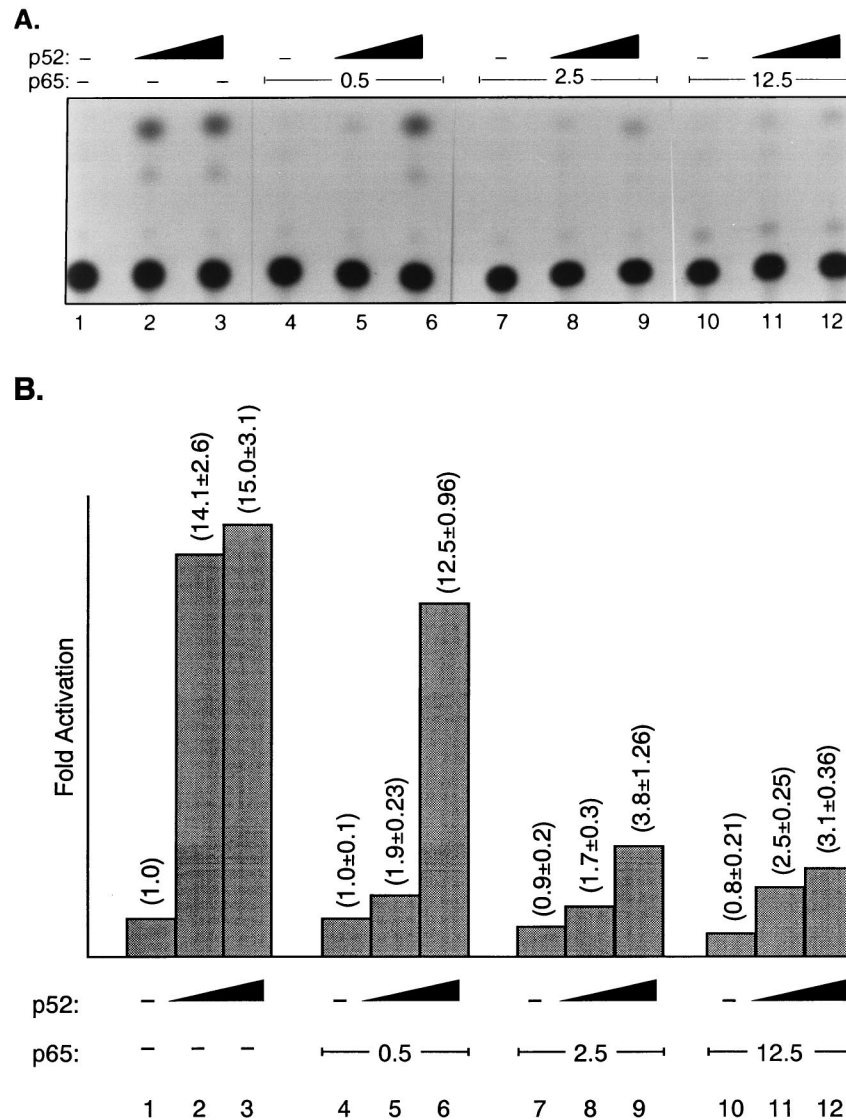 A.
p52: – –  – –
p65: – – – 0.5 2.5 12.5
1 2 3 4 5 6 7 8 9 10 11 12
B.
Fold Activation
(1.0)
(14.1±2.6)
(15.0±3.1)
(1.0±0.1)
(1.9±0.23)
(12.5±0.96)
(0.9±0.2)
(1.7±0.3)
(3.8±1.26)
(0.8±0.21)
(2.5±0.25)
(3.1±0.36)
p52: – – – –
p65: – – – 0.5 2.5 12.5
1 2 3 4 5 6 7 8 9 10 11 12